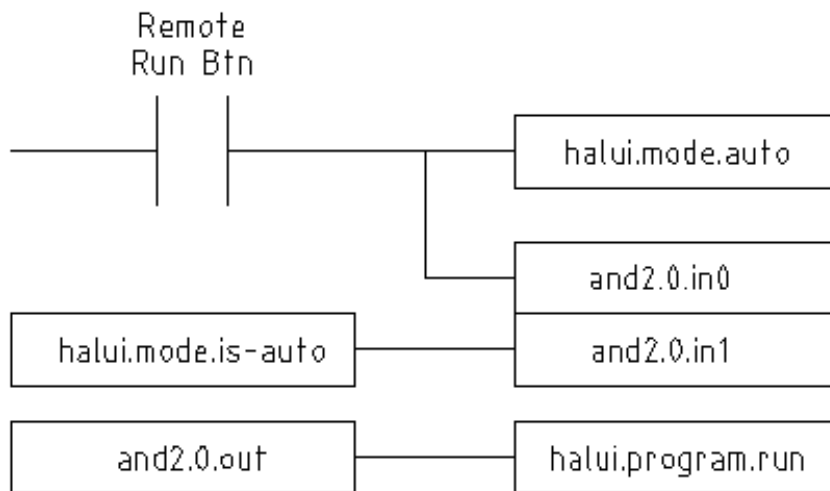 Remote
Run Btn
halui.mode.auto
and2.0.in0
halui.mode.is-auto
and2.0.in1
and2.0.out
halui.program.run